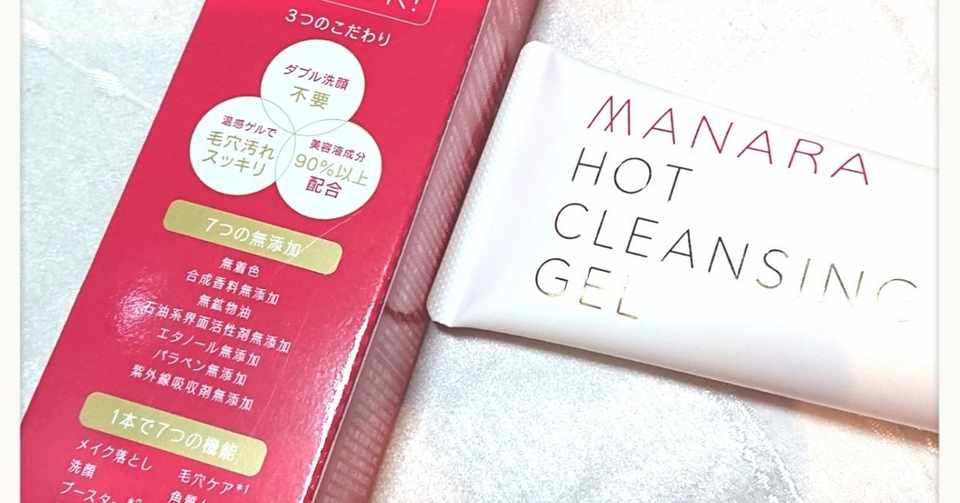 K!
3つのこだわり
ダブル洗顔
不要
温感ゲルで
毛穴汚れ
スッキリ
美容液成分
90%以上
配合
7つの無添加
無着色
合成香料無添加
無鉱物油
石油系界面活性剤無添加
エタノール無添加
パラベン無添加
紫外線吸収剤無添加
1本で7つの機能
メイク落とし
毛穴ケア*1
洗顔
ブースター*2
MANARA
HOT
CLEANSING
GEL